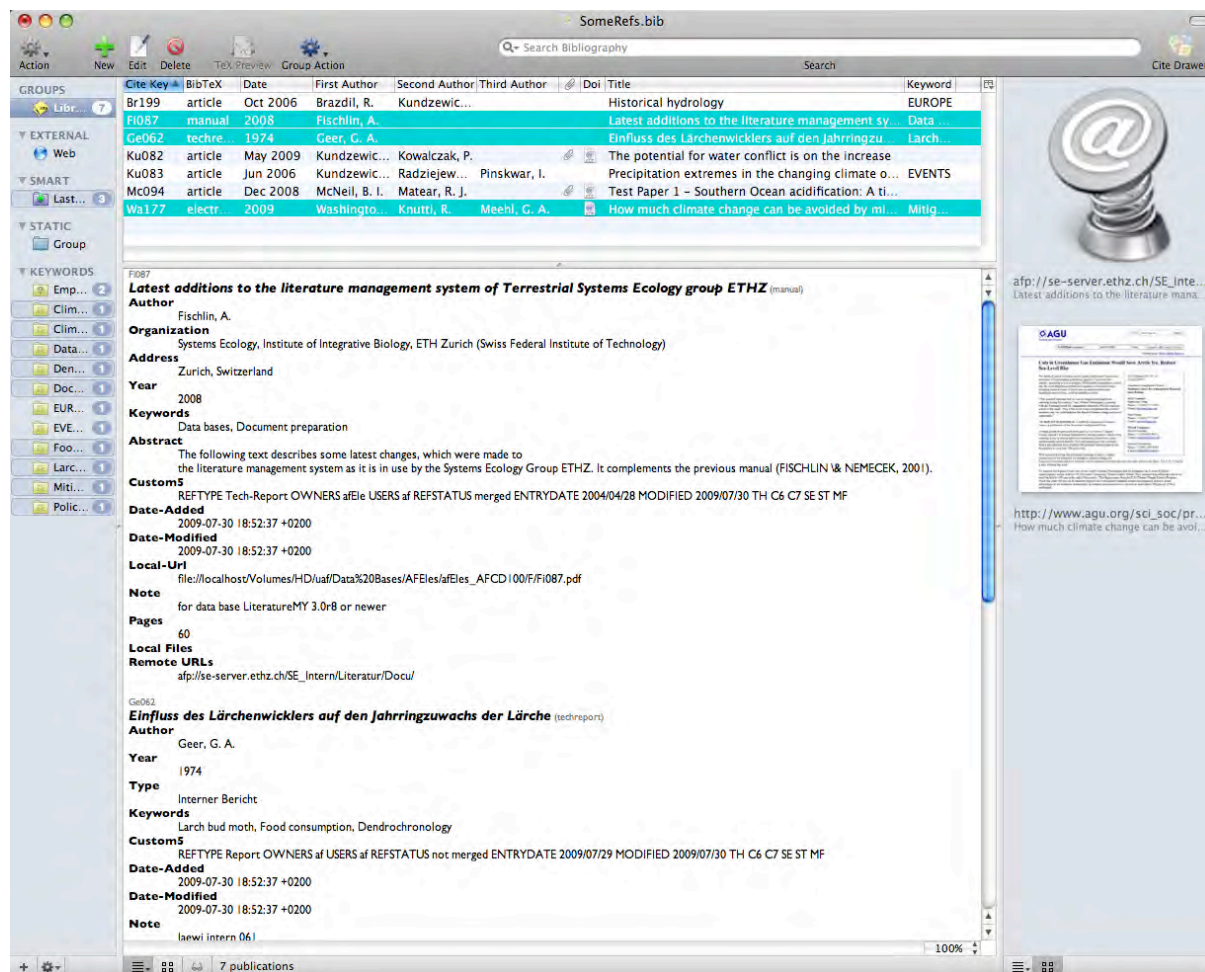 SomeRefs.bib
Action New Edit Delete TeX Preview Group Action Search Bibliography Search Cite Drawe
GROUPS
Libr... 7
EXTERNAL
Web
SMART
Last... 3
STATIC
Group
KEYWORDS
Emp... 2
Clim... 1
Clim... 1
Data... 1
Den... 1
Doc... 1
EUR... 1
EVE... 1
Foo... 1
Larc... 1
Miti... 1
Polic... 1
Cite Key BibTeX Date First Author Second Author Third Author Doi Title Keyword
Br199 article Oct 2006 Brazdil, R. Kundzewic... Historical hydrology EUROPE
Fi087 manual 2008 Fischlin, A. Latest additions to the literature management sy... Data
Ge062 techre... 1974 Geer, G. A. Einfluss des Lärchenwicklers auf den Jahrringzu... Larch...
Ku082 article May 2009 Kundzewic... Kowalczak, P. The potential for water conflict is on the increase
Ku083 article Jun 2006 Kundzewic... Radziejew... Pinskwar, I. Precipitation extremes in the changing climate o... EVENTS
Mc094 article Dec 2008 McNeil, B. I. Matear, R. J. Test Paper 1 – Southern Ocean acidification: A ti...
Wa177 electr... 2009 Washingto... Knutti, R. Meehl, G. A. How much climate change can be avoided by mi... Mitig...
Fi087
Latest additions to the literature management system of Terrestrial Systems Ecology group ETHZ (manual)
Author
Fischlin, A.
Organization
Systems Ecology, Institute of Integrative Biology, ETH Zurich (Swiss Federal Institute of Technology)
Address
Zurich, Switzerland
Year
2008
Keywords
Data bases, Document preparation
Abstract
The following text describes some latest changes, which were made to
the literature management system as it is in use by the Systems Ecology Group ETHZ. It complements the previous manual (FISCHLIN \& NEMECEK, 2001).
Custom5
REFTYPE Tech-Report OWNERS afEle USERS af REFSTATUS merged ENTRYDATE 2004/04/28 MODIFIED 2009/07/30 TH C6 C7 SE ST MF
Date-Added
2009-07-30 18:52:37 +0200
Date-Modified
2009-07-30 18:52:37 +0200
Local-Url
file://localhost/Volumes/HD/uaf/Data%20Bases/AFEles/afEles_AFCD100/F/Fi087.pdf
Note
for data base LiteratureMY 3.0r8 or newer
Pages
60
Local Files
Remote URLs
afp://se-server.ethz.ch/SE_Intern/Literatur/Docu/
Ge062
Einfluss des Lärchenwicklers auf den Jahrringzuwachs der Lärche (techreport)
Author
Geer, G. A.
Year
1974
Type
Interner Bericht
Keywords
Larch bud moth, Food consumption, Dendrochronology
Custom5
REFTYPE Report OWNERS af USERS af REFSTATUS not merged ENTRYDATE 2009/07/29 MODIFIED 2009/07/30 TH C6 C7 SE ST MF
Date-Added
2009-07-30 18:52:37 +0200
Date-Modified
2009-07-30 18:52:37 +0200
Note
laewi intern 061
100%
7 publications
afp://se-server.ethz.ch/SE_Inte...
Latest additions to the literature mana...
AGU
Cuts in Greenhouse Gas Emissions Would Save Arctic Ice, Reduce
Sea-Level Rise
http://www.agu.org/sci_soc/pr...
How much climate change can be avoi...